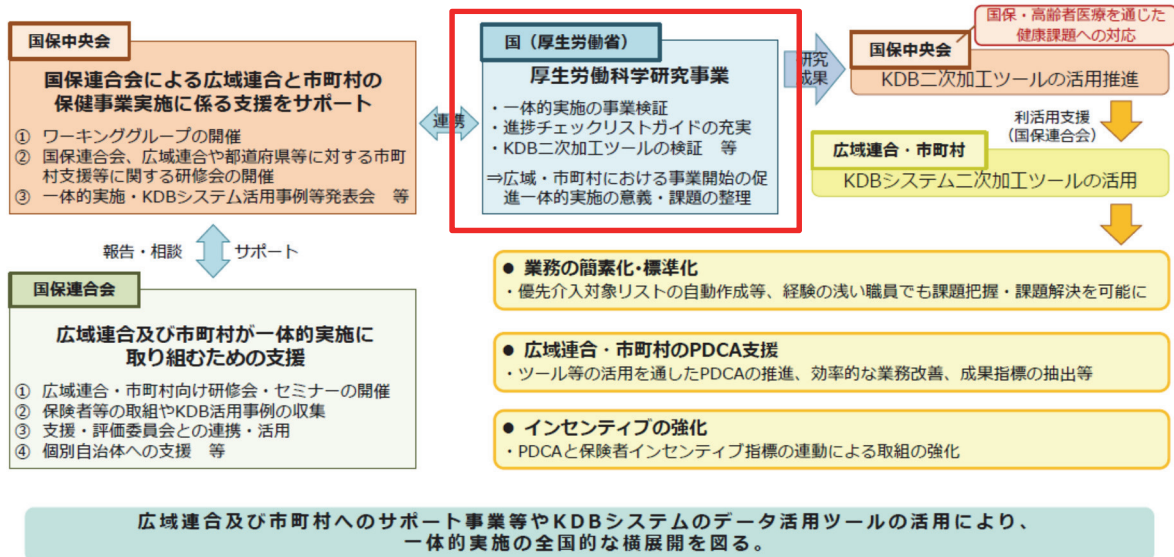 国保中央会
国保連合会による広域連合と市町村の
保健事業実施に係る支援をサポート
① ワーキンググループの開催
② 国保連合会、広域連合や都道府県等に対する市町
村支援等に関する研修会の開催
③ 一体的実施・KDBシステム活用事例等発表会　等
連携
国（厚生労働省）
厚生労働科学研究事業
・一体的実施の事業検証
・進捗チェックリストガイドの充実
・KDB二次加工ツールの検証　等
⇒広域・市町村における事業開始の促
進一体的実施の意義・課題の整理
研究
成果
国保・高齢者医療を通じた
健康課題への対応
国保中央会
KDB二次加工ツールの活用推進
利活用支援
（国保連合会）
広域連合・市町村
KDBシステム二次加工ツールの活用
報告・相談
サポート
国保連合会
広域連合及び市町村が一体的実施に
取り組むための支援
① 広域連合・市町村向け研修会・セミナーの開催
② 保険者等の取組やKDB活用事例の収集
③ 支援・評価委員会との連携・活用
④ 個別自治体への支援　等
● 業務の簡素化・標準化
・優先介入対象リストの自動作成等、経験の浅い職員でも課題把握・課題解決を可能に
● 広域連合・市町村のPDCA支援
・ツール等の活用を通したPDCAの推進、効率的な業務改善、成果指標の抽出等
● インセンティブの強化
・PDCAと保険者インセンティブ指標の連動による取組の強化
広域連合及び市町村へのサポート事業等やKDBシステムのデータ活用ツールの活用により、
一体的実施の全国的な横展開を図る。